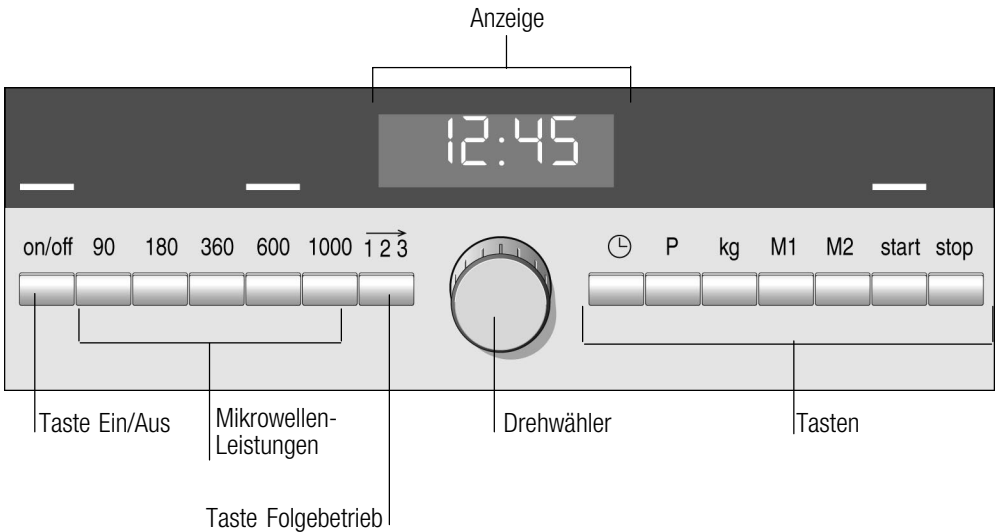 Anzeige
12:45
on/off 90 180 360 600 1000 1 2 3 P kg M1 M2 start stop
Taste Ein/Aus
Mikrowellen-
Leistungen
Drehwähler
Tasten
Taste Folgebetrieb